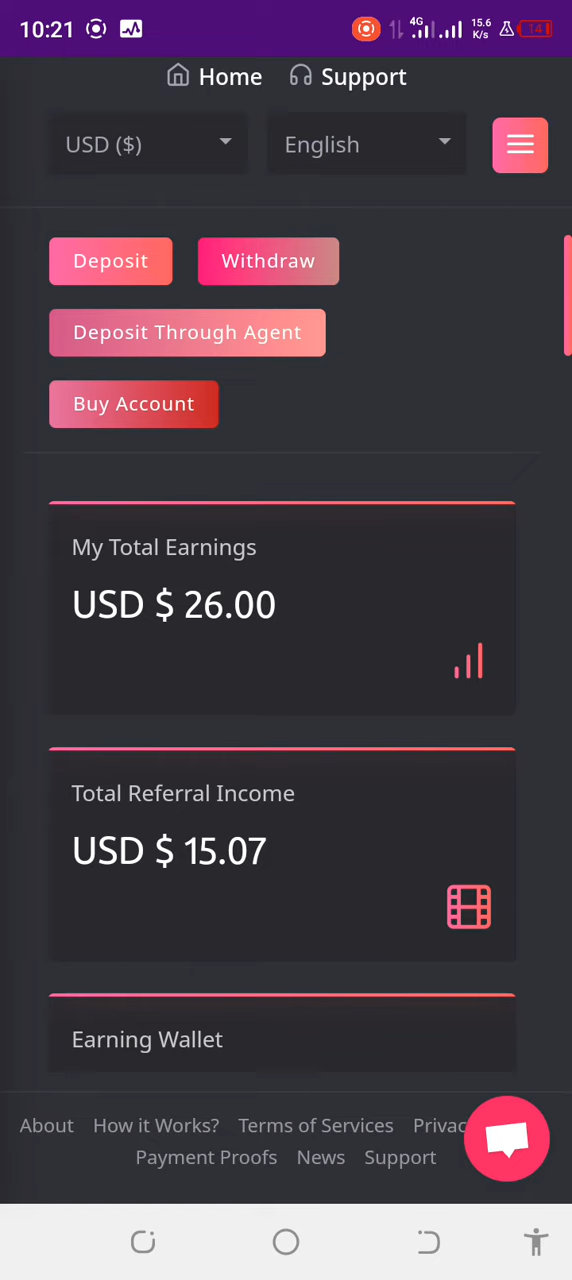 10:21 4G 15.6 K/s 14
Home Support
USD ($) English
Deposit Withdraw
Deposit Through Agent
Buy Account
My Total Earnings
USD $ 26.00
Total Referral Income
USD $ 15.07
Earning Wallet
About How it Works? Terms of Services Privac
Payment Proofs News Support